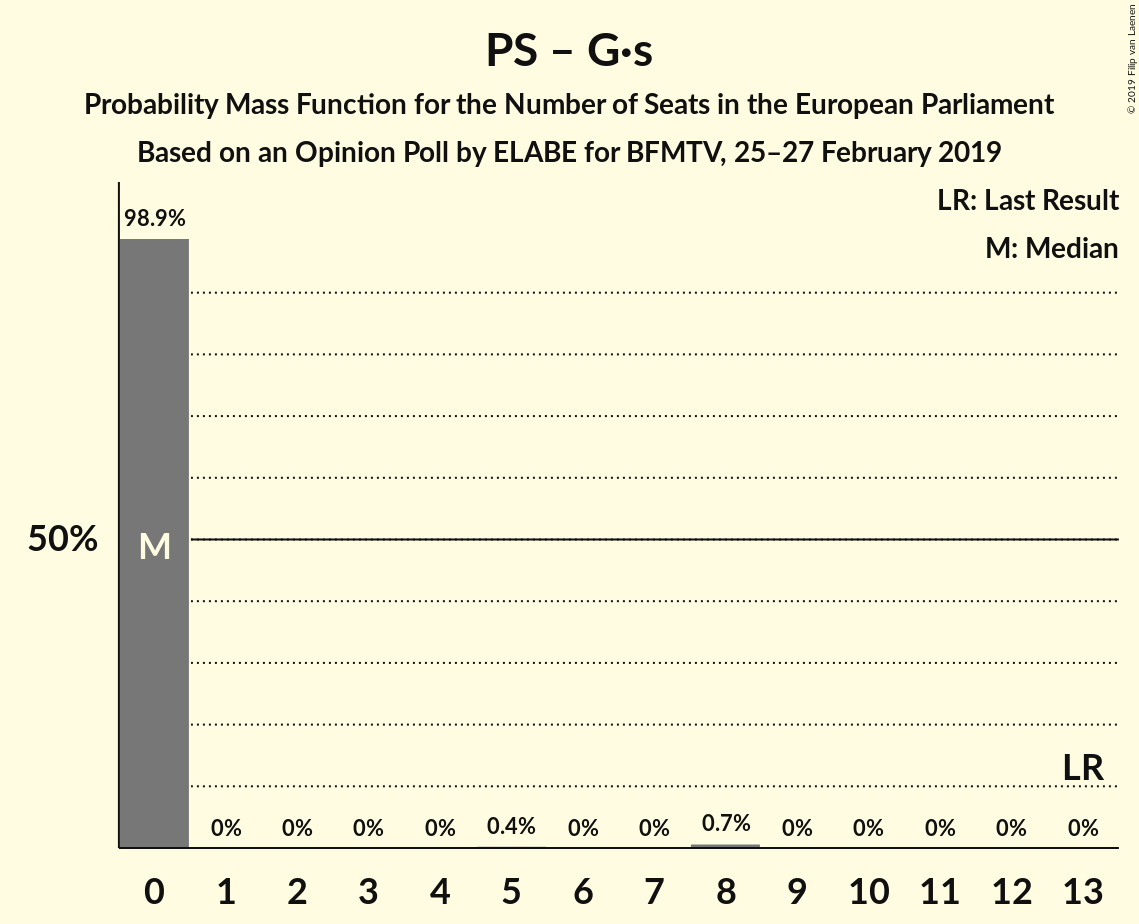 PS – G·s
Probability Mass Function for the Number of Seats in the European Parliament
Based on an Opinion Poll by ELABE for BFMTV, 25–27 February 2019
© 2019 Filip van Laenen
LR: Last Result
M: Median
98.9%
50%
M
LR
0% 0% 0% 0% 0.4% 0% 0% 0.7% 0% 0% 0% 0% 0%
0 1 2 3 4 5 6 7 8 9 10 11 12 13